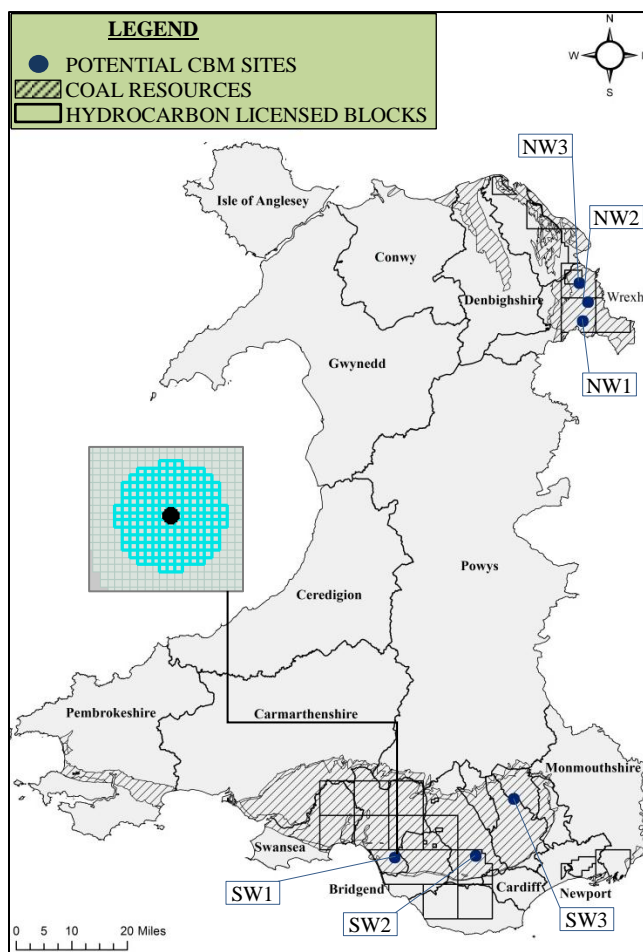 LEGEND
POTENTIAL CBM SITES
COAL RESOURCES
HYDROCARBON LICENSED BLOCKS
N
W
S
NW3
NW2
Isle of Anglesey
Conwy
Denbighshire
Wrexh
NW1
Gwynedd
Powys
Ceredigion
Pembrokeshire
Carmarthenshire
Monmouthshire
Swansea
SW1
Bridgend
Cardiff
Newport
SW2
SW3
0 5 10 20 Miles